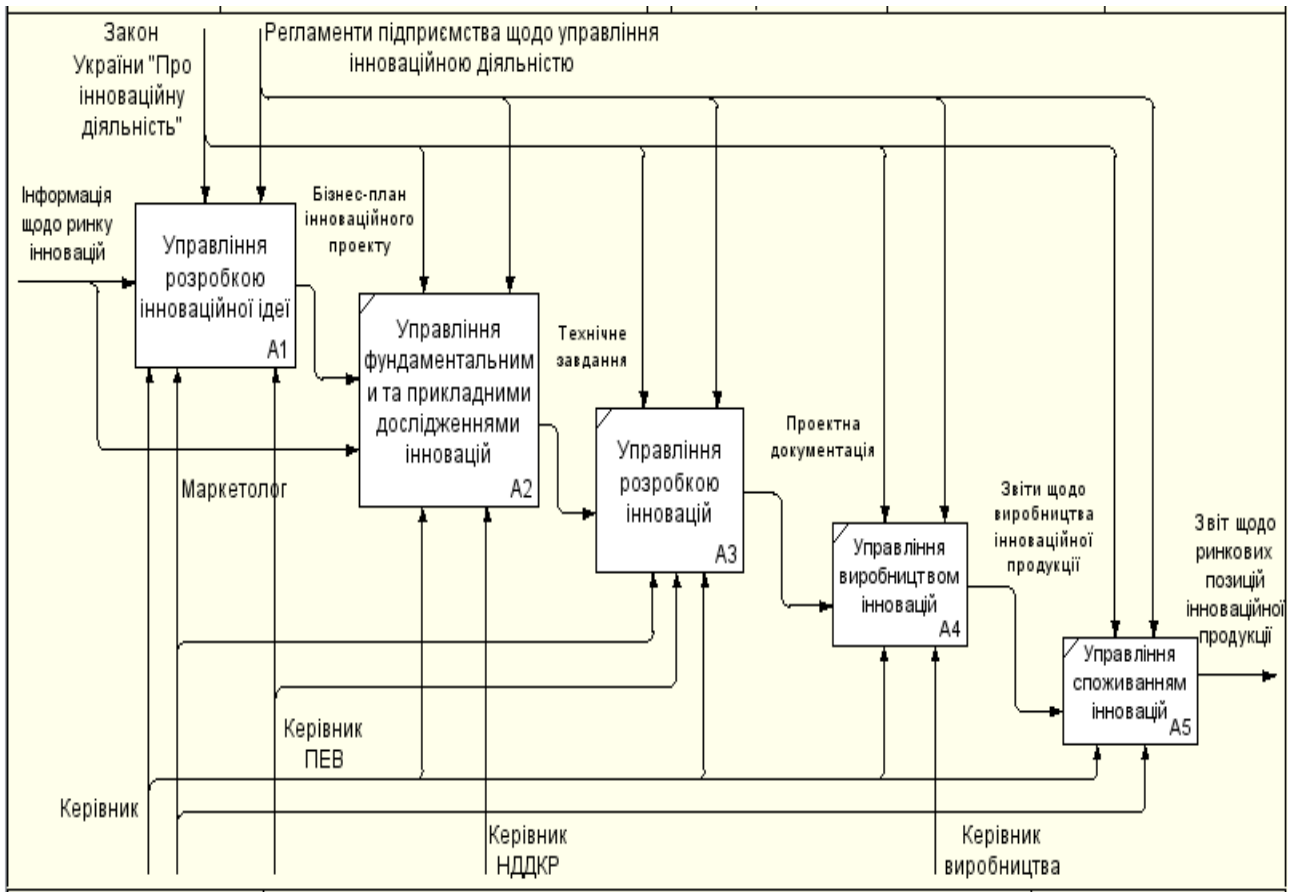 Закон
України "Про
інноваційну
діяльність"
Регламенти підприємства щодо управління
інноваційною діяльністю
Інформація
щодо ринку
інновацій
Управління
розробкою
інноваційної ідеї
A1
Бізнес-план
інноваційного
проекту
Управління
фундаментальним
и та прикладними
дослідженнями
інновацій
A2
Технічне
завдання
Управління
розробкою
інновацій
A3
Проектна
документація
Управління
виробництвом
інновацій
A4
Звіти щодо
виробництва
інноваційної
продукції
Управління
споживанням
інновацій
A5
Звіт щодо
ринкових
позицій
інноваційної
продукції
Маркетолог
Керівник
ПЕВ
Керівник
Керівник
НДДКР
Керівник
виробництва